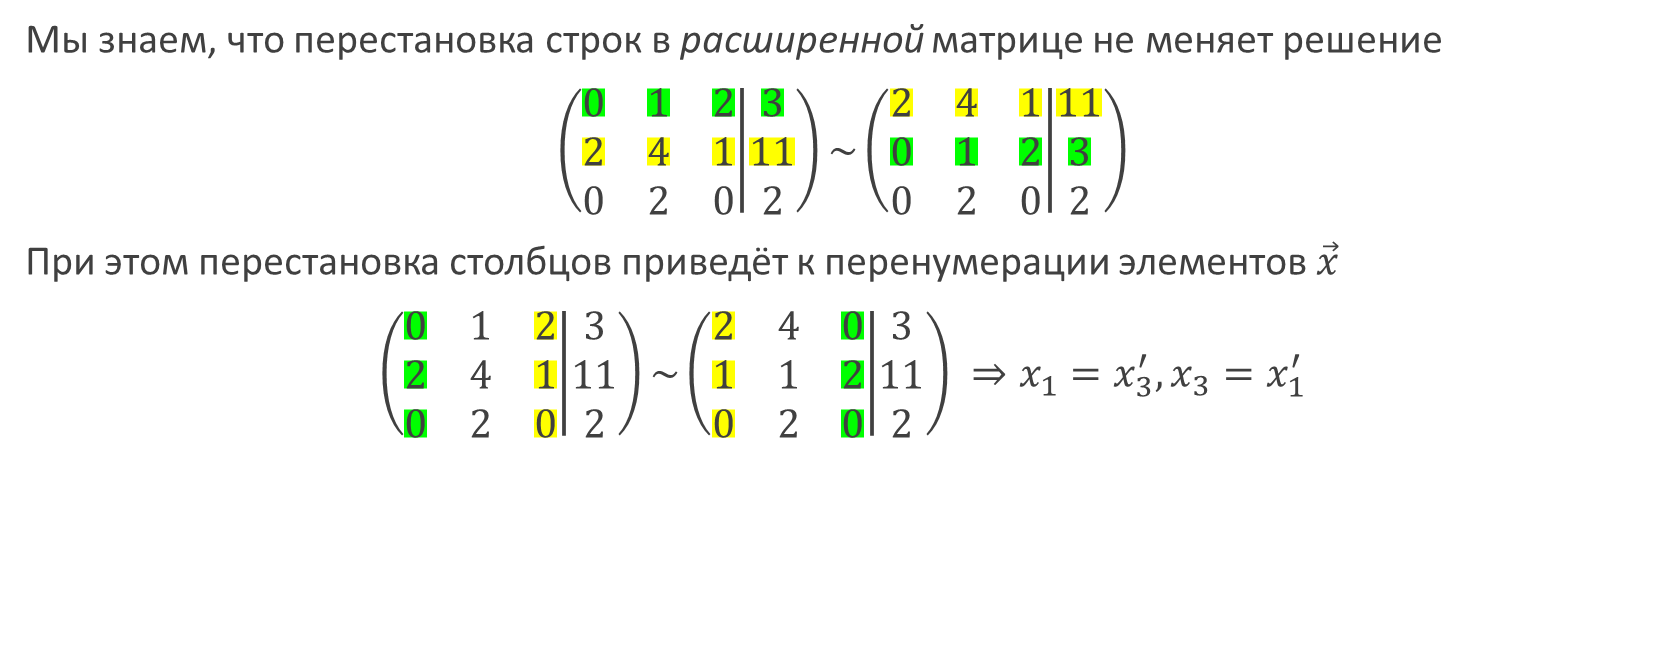 Мы знаем, что перестановка строк в расширенной матрице не меняет решение
0 1 2 | 3 2 4 1 | 11
2 4 1 | 11 ~ 0 1 2 | 3
0 2 0 | 2 0 2 0 | 2
При этом перестановка столбцов приведёт к перенумерации элементов x⃗
0 1 2 | 3 2 4 0 | 3
2 4 1 | 11 ~ 1 1 2 | 11 ⇒ x₁ = x₃′, x₃ = x₁′
0 2 0 | 2 0 2 0 | 2